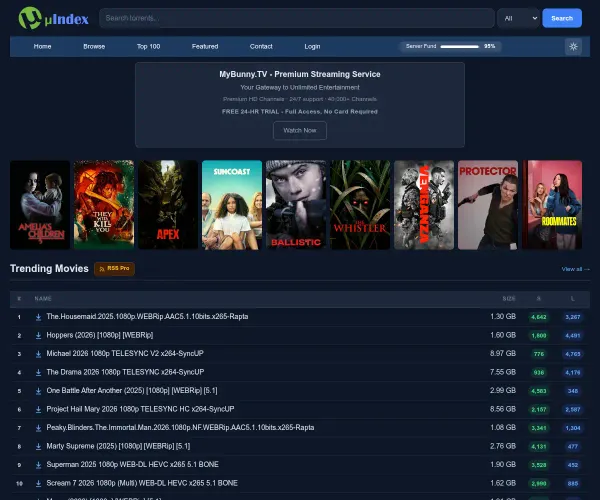 µIndex
Search torrents...
All
Search
Home Browse Top 100 Featured Contact Login Server Fund 95%
MyBunny.TV - Premium Streaming Service
Your Gateway to Unlimited Entertainment
Premium HD Channels · 24/7 support · 40,000+ Channels
FREE 24-HR TRIAL - Full Access, No Card Required
Watch Now
AMELIA'S CHILDREN
THEY WILL KILL YOU
APEX
SUNCOAST
BALLISTIC
THE WHISTLER
VENGANZA
PROTECTOR
ROOMMATES
Trending Movies RSS Pro View all →
# NAME SIZE S L
1 The.Housemaid.2025.1080p.WEBRip.AAC5.1.10bits.x265-Rapta 1.30 GB 4,642 3,267
2 Hoppers (2026) [1080p] [WEBRip] 1.60 GB 1,600 4,491
3 Michael 2026 1080p TELESYNC V2 x264-SyncUP 8.97 GB 776 4,765
4 The Drama 2026 1080p TELESYNC x264-SyncUP 7.55 GB 936 4,176
5 One Battle After Another (2025) [1080p] [WEBRip] [5.1] 2.99 GB 4,583 348
6 Project Hail Mary 2026 1080p TELESYNC HC x264-SyncUP 8.56 GB 2,157 2,587
7 Peaky.Blinders.The.Immortal.Man.2026.1080p.NF.WEBRip.AAC5.1.10bits.x265-Rapta 1.08 GB 3,341 1,304
8 Marty Supreme (2025) [1080p] [WEBRip] [5.1] 2.76 GB 4,131 477
9 Superman 2025 1080p WEB-DL HEVC x265 5.1 BONE 1.90 GB 3,528 452
10 Scream 7 2026 1080p (Multi) WEB-DL HEVC x265 5.1 BONE 1.62 GB 2,990 885